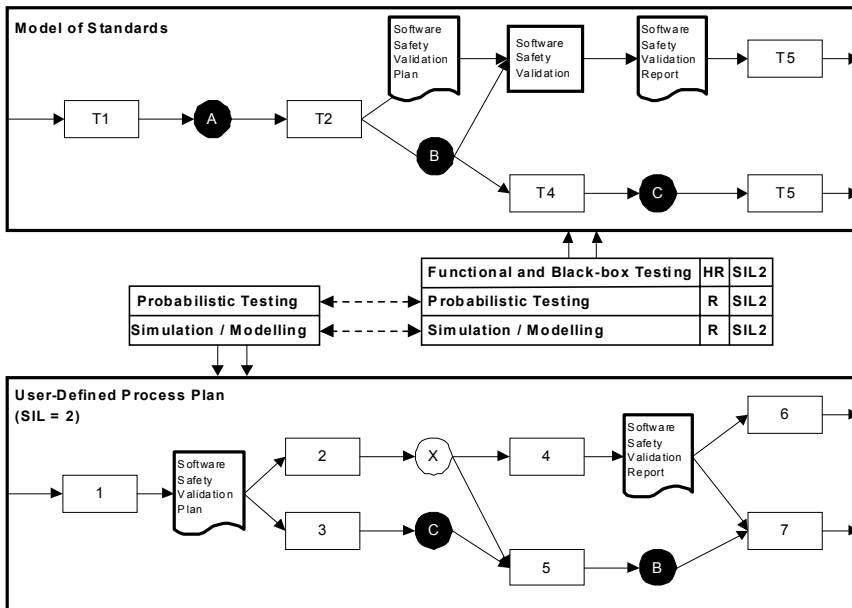 Model of Standards
Software
Safety
Validation
Plan
Software
Safety
Validation
Software
Safety
Validation
Report
T5
T1
A
T2
B
T4
C
T5
Functional and Black-box Testing HR SIL2
Probabilistic Testing
Probabilistic Testing R SIL2
Simulation / Modelling
Simulation / Modelling R SIL2
User-Defined Process Plan
(SIL = 2)
1
Software
Safety
Validation
Plan
2
X
4
Software
Safety
Validation
Report
6
3
C
5
B
7